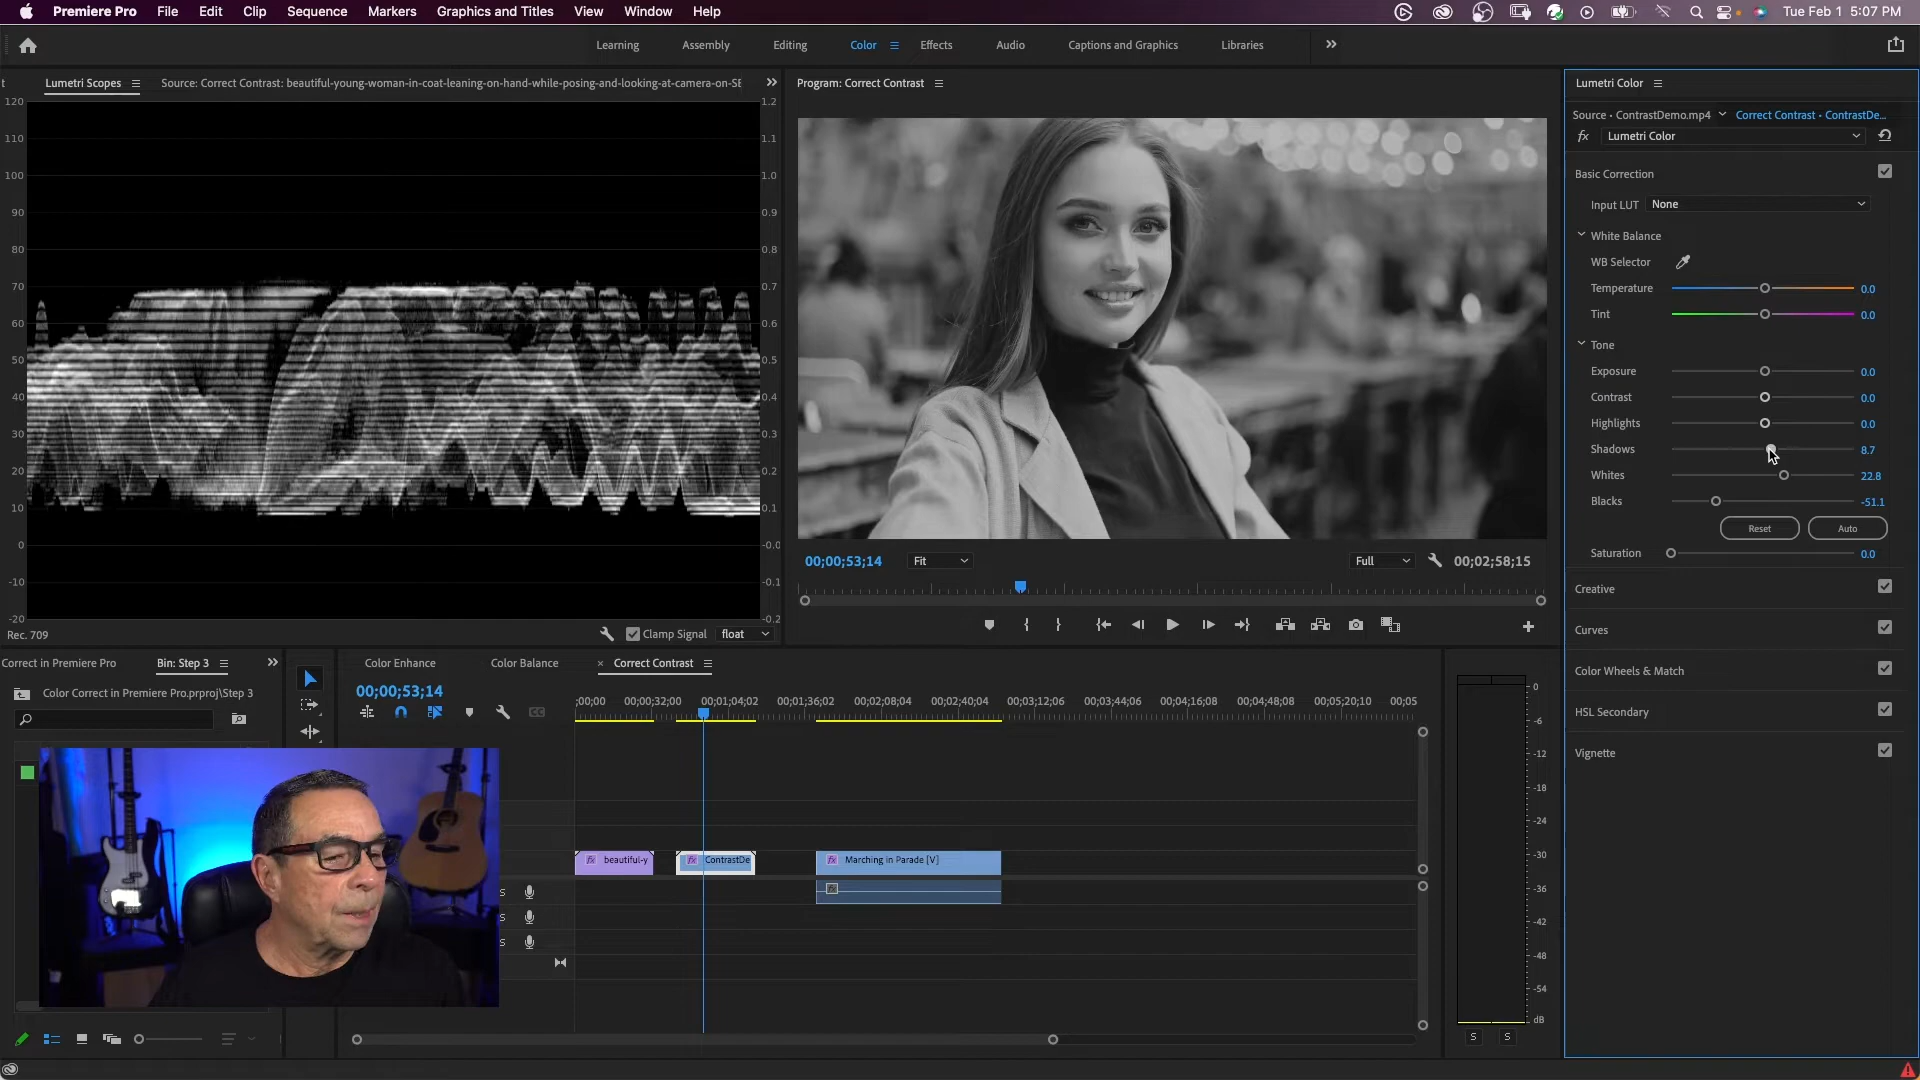 Premiere Pro File Edit Clip Sequence Markers Graphics and Titles View Window Help Tue Feb 1 5:07 PM
Learning Assembly Editing Color Effects Audio Captions and Graphics Libraries
t Lumetri Scopes Source: Correct Contrast: beautiful-young-woman-in-coat-leaning-on-hand-while-posing-and-looking-at-camera-on-SE
120 1.2
110
100 1.0
90 0.9
80 0.8
70 0.7
60 0.6
50 0.5
40 0.4
30 0.3
20 0.2
10 0.1
0 -0.0
-10 -0.1
-20 -0.2
Rec. 709 Clamp Signal float
Program: Correct Contrast
00;00;53;14 Fit Full 00;02;58;15
Lumetri Color
Source • ContrastDemo.mp4 Correct Contrast • ContrastDe...
fx Lumetri Color
Basic Correction
Input LUT None
White Balance
WB Selector
Temperature 0.0
Tint 0.0
Tone
Exposure 0.0
Contrast 0.0
Highlights 0.0
Shadows 8.7
Whites 22.8
Blacks -51.1
Reset Auto
Saturation 0.0
Creative
Curves
Color Wheels & Match
HSL Secondary
Vignette
Correct in Premiere Pro Bin: Step 3
Color Correct in Premiere Pro.prproj\Step 3
Color Enhance Color Balance × Correct Contrast
00;00;53;14
;00;00 00;00;32;00 00;01;04;02 00;01;36;02 00;02;08;04 00;02;40;04 00;03;12;06 00;03;44;06 00;04;16;08 00;04;48;08 00;05;20;10 00;05
CC
fx beautiful-y fx ContrastDe fx Marching in Parade [V]
fx
S
S
S
0
-6
-12
-18
-24
-30
-36
-42
-48
-54
dB
S S